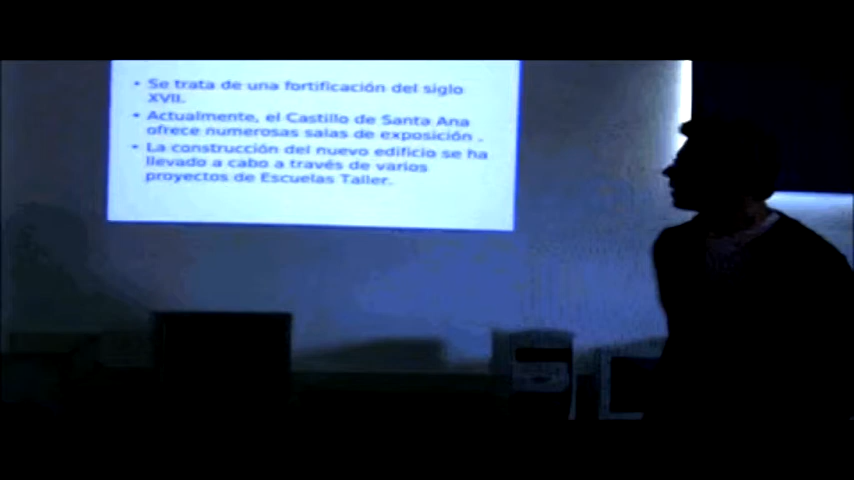 • Se trata de una fortificación del siglo
XVII.
• Actualmente, el Castillo de Santa Ana
ofrece numerosas salas de exposición .
• La construcción del nuevo edificio se ha
llevado a cabo a través de varios
proyectos de Escuelas Taller.